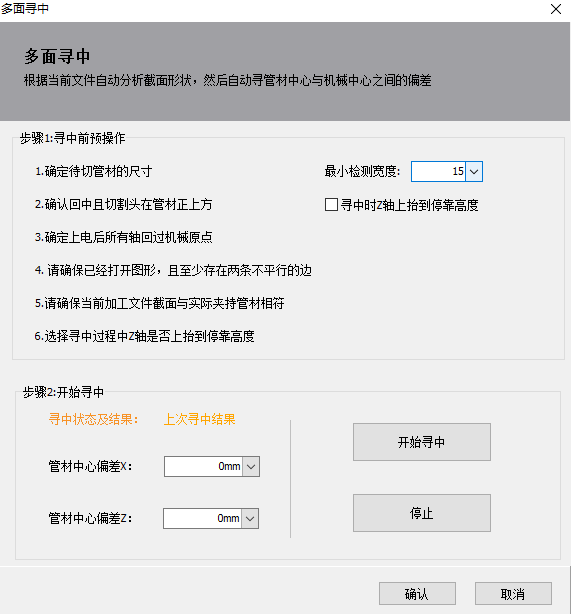 多面寻中
多面寻中
根据当前文件自动分析截面形状，然后自动寻管材中心与机械中心之间的偏差
步骤1:寻中前预操作
1.确定待切管材的尺寸
最小检测宽度: 15
2.确认回中且切割头在管材正上方
寻中时Z轴上抬到停靠高度
3.确定上电后所有轴回过机械原点
4. 请确保已经打开图形，且至少存在两条不平行的边
5.请确保当前加工文件截面与实际夹持管材相符
6.选择寻中过程中Z轴是否上抬到停靠高度
步骤2:开始寻中
寻中状态及结果: 上次寻中结果
开始寻中
管材中心偏差X: 0mm
管材中心偏差Z: 0mm
停止
确认 取消